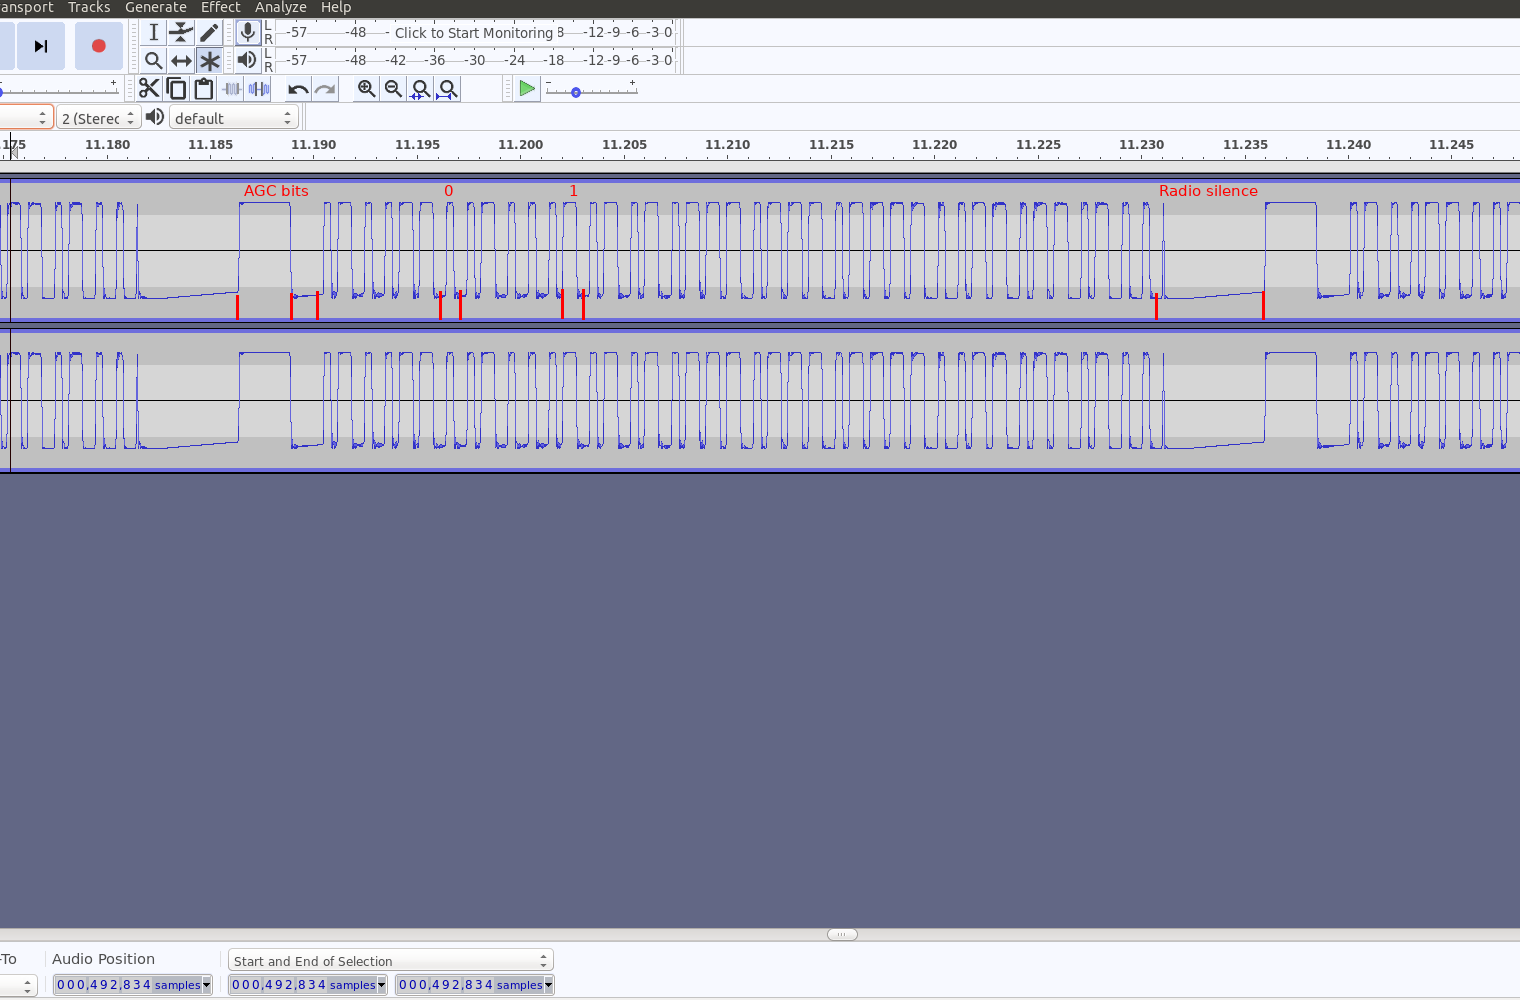 ansport Tracks Generate Effect Analyze Help
L
R
-57 -48 - Click to Start Monitoring 8 -12 -9 -6 -3 0
L
R
-57 -48 -42 -36 -30 -24 -18 -12 -9 -6 -3 0
+ - +
2 (Sterec default
.175 11.180 11.185 11.190 11.195 11.200 11.205 11.210 11.215 11.220 11.225 11.230 11.235 11.240 11.245
AGC bits 0 1 Radio silence
-To Audio Position Start and End of Selection
000,492,834 samples 000,492,834 samples 000,492,834 samples